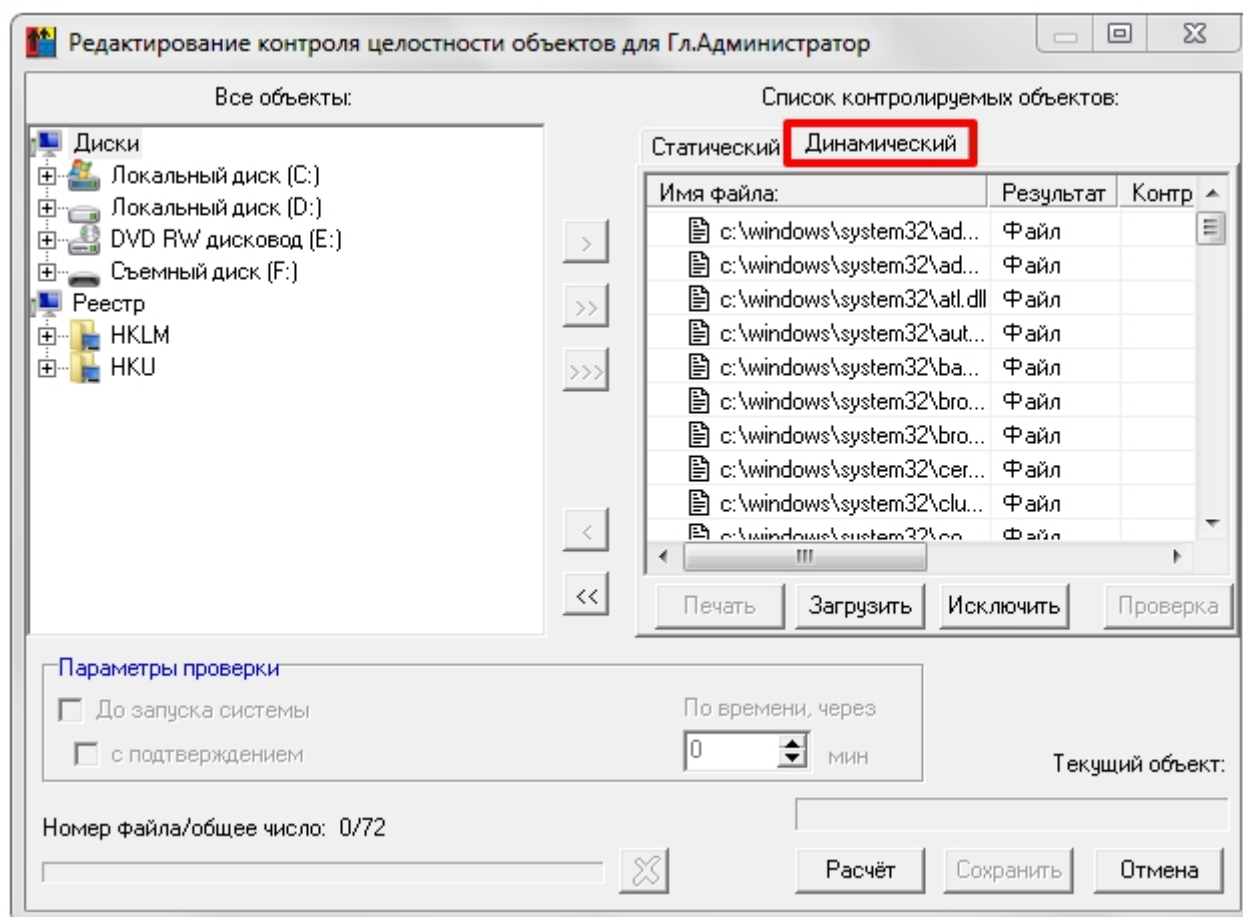 Редактирование контроля целостности объектов для Гл.Администратор
Все объекты:
Диски
Локальный диск (C:)
Локальный диск (D:)
DVD RW дисковод (E:)
Съемный диск (F:)
Реестр
HKLM
HKU
>
>>
>>>
<
<<
Список контролируемых объектов:
Статический Динамический
Имя файла: Результат Контр
c:\windows\system32\ad... Файл
c:\windows\system32\ad... Файл
c:\windows\system32\atl.dll Файл
c:\windows\system32\aut... Файл
c:\windows\system32\ba... Файл
c:\windows\system32\bro... Файл
c:\windows\system32\bro... Файл
c:\windows\system32\cer... Файл
c:\windows\system32\clu... Файл
c:\windows\system32\co Файл
Печать Загрузить Исключить Проверка
Параметры проверки
До запуска системы
с подтверждением
По времени, через
0 мин
Текущий объект:
Номер файла/общее число: 0/72
Расчёт Сохранить Отмена